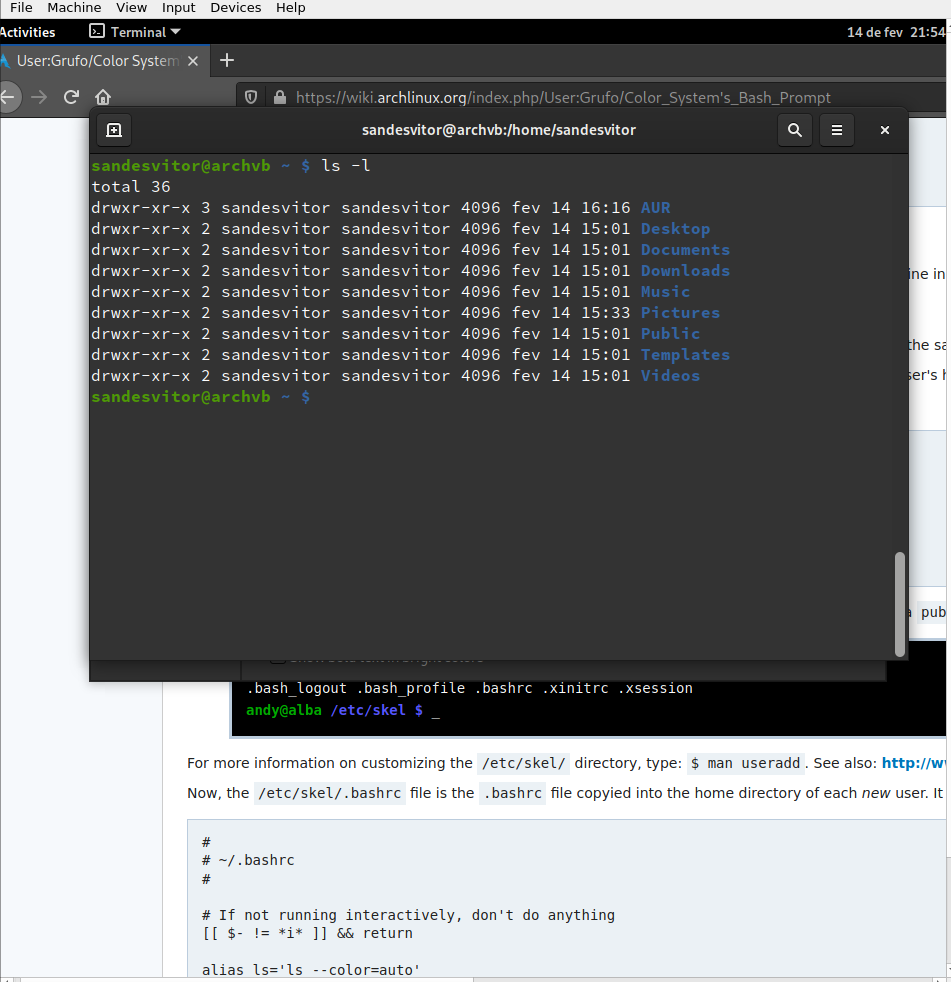 File Machine View Input Devices Help
Activities Terminal 14 de fev 21:54
User:Grufo/Color System
https://wiki.archlinux.org/index.php/User:Grufo/Color_System's_Bash_Prompt
sandesvitor@archvb:/home/sandesvitor
sandesvitor@archvb ~ $ ls -l
total 36
drwxr-xr-x 3 sandesvitor sandesvitor 4096 fev 14 16:16 AUR
drwxr-xr-x 2 sandesvitor sandesvitor 4096 fev 14 15:01 Desktop
drwxr-xr-x 2 sandesvitor sandesvitor 4096 fev 14 15:01 Documents
drwxr-xr-x 2 sandesvitor sandesvitor 4096 fev 14 15:01 Downloads
drwxr-xr-x 2 sandesvitor sandesvitor 4096 fev 14 15:01 Music
drwxr-xr-x 2 sandesvitor sandesvitor 4096 fev 14 15:33 Pictures
drwxr-xr-x 2 sandesvitor sandesvitor 4096 fev 14 15:01 Public
drwxr-xr-x 2 sandesvitor sandesvitor 4096 fev 14 15:01 Templates
drwxr-xr-x 2 sandesvitor sandesvitor 4096 fev 14 15:01 Videos
sandesvitor@archvb ~ $
ine in
the sa
ser's h
pub
.bash_logout .bash_profile .bashrc .xinitrc .xsession
andy@alba /etc/skel $ _
For more information on customizing the /etc/skel/ directory, type: $ man useradd. See also: http://w
Now, the /etc/skel/.bashrc file is the .bashrc file copyied into the home directory of each new user. It
#
# ~/.bashrc
#
# If not running interactively, don't do anything
[[ $- != *i* ]] && return
alias ls='ls --color=auto'